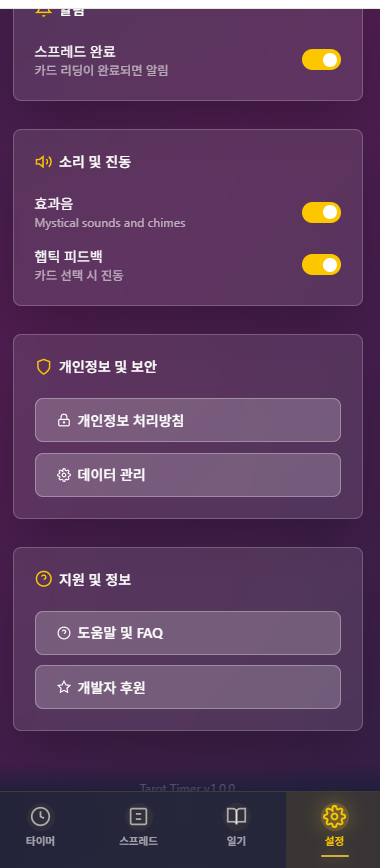 알림
스프레드 완료
카드 리딩이 완료되면 알림
소리 및 진동
효과음
Mystical sounds and chimes
햅틱 피드백
카드 선택 시 진동
개인정보 및 보안
개인정보 처리방침
데이터 관리
지원 및 정보
도움말 및 FAQ
개발자 후원
Tarot Timer v1.0.0
타이머
스프레드
일기
설정